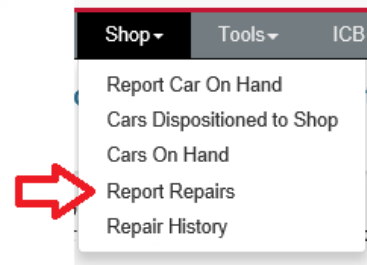 Shop Tools ICB
Report Car On Hand
Cars Dispositioned to Shop
Cars On Hand
Report Repairs
Repair History